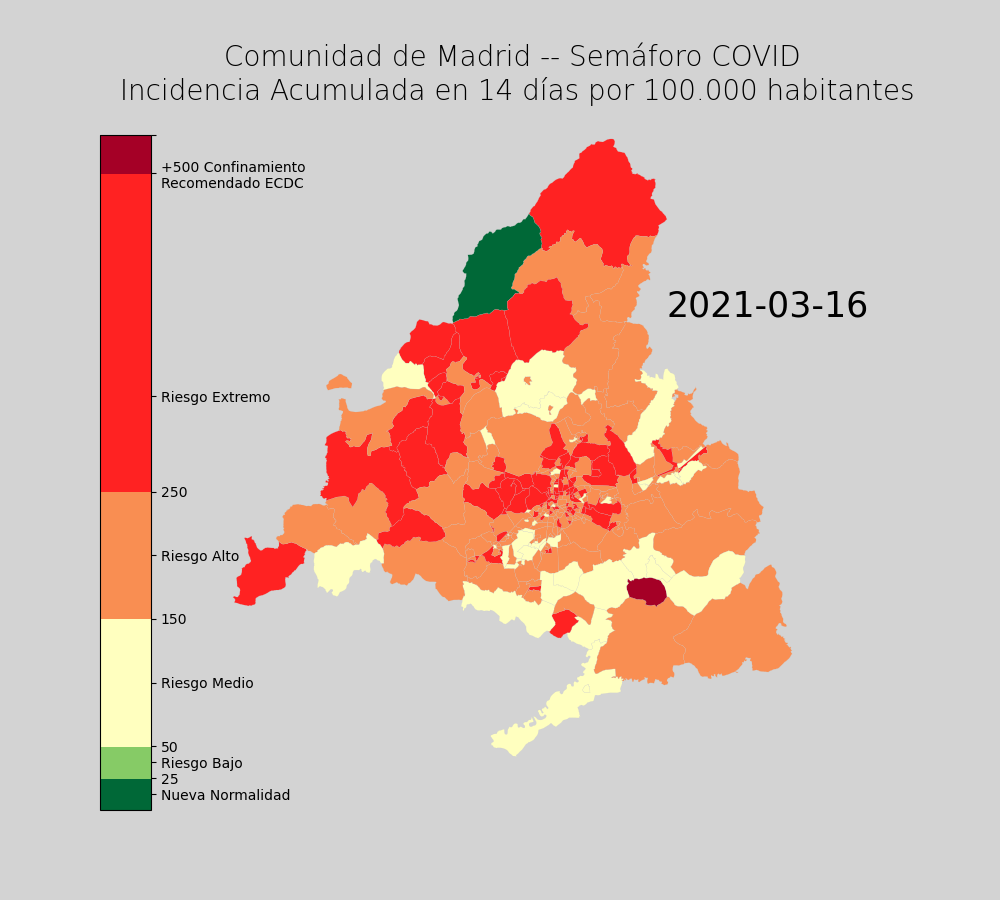 Comunidad de Madrid -- Semáforo COVID
Incidencia Acumulada en 14 días por 100.000 habitantes
+500 Confinamiento
Recomendado ECDC
2021-03-16
Riesgo Extremo
250
Riesgo Alto
150
Riesgo Medio
50
Riesgo Bajo
25
Nueva Normalidad